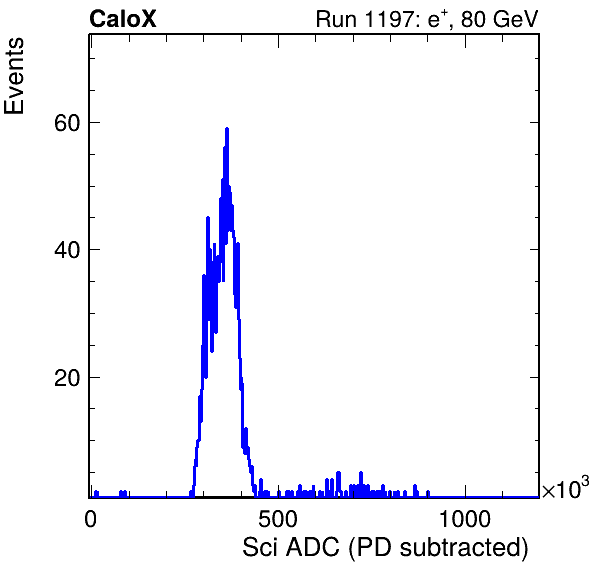 CaloX Run 1197: e⁺, 80 GeV
Events
60
40
20
×10³
0 500 1000
Sci ADC (PD subtracted)